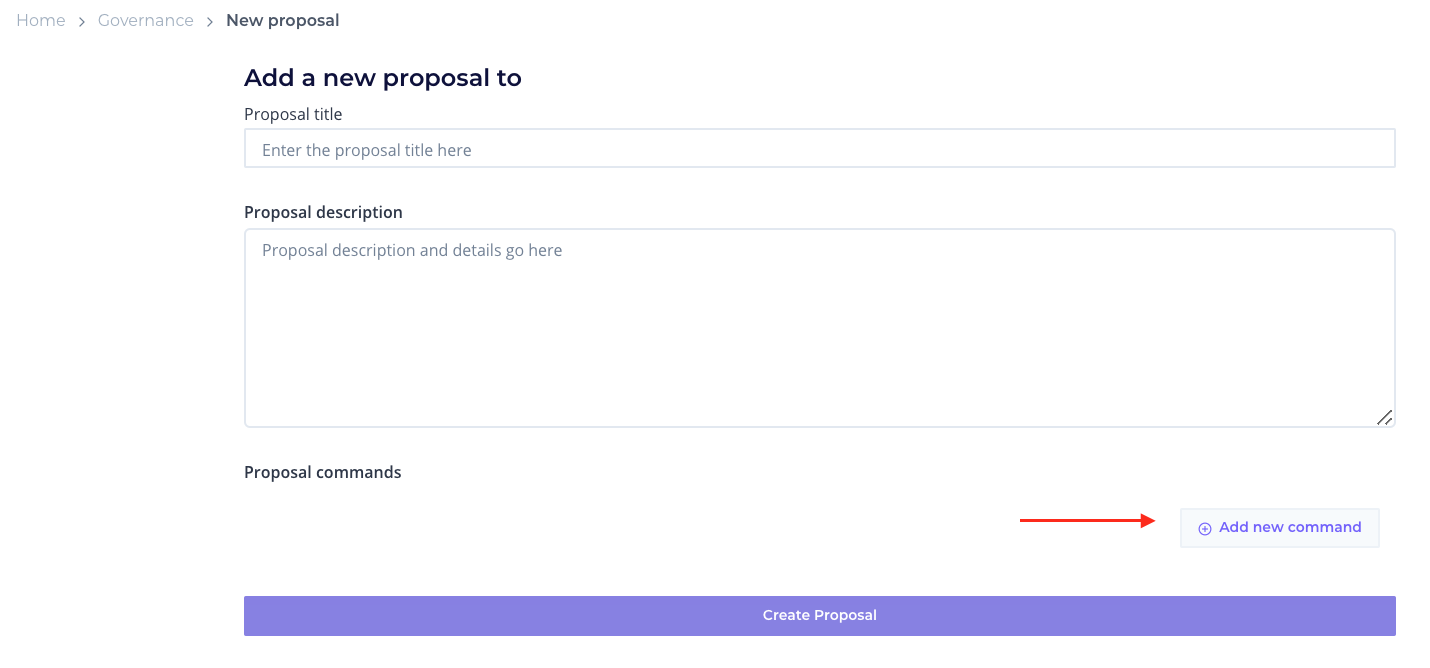 Home > Governance > New proposal
Add a new proposal to
Proposal title
Enter the proposal title here
Proposal description
Proposal description and details go here
Proposal commands
Add new command
Create Proposal